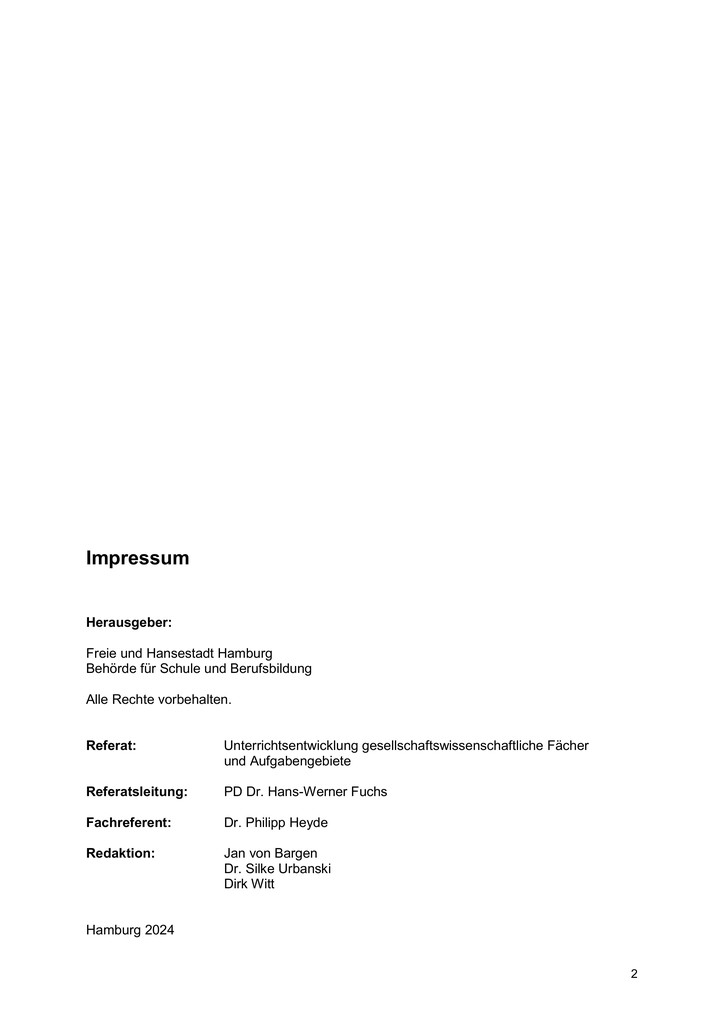 Impressum
Herausgeber:
Freie und Hansestadt Hamburg
Behörde für Schule und Berufsbildung
Alle Rechte vorbehalten.
Referat: Unterrichtsentwicklung gesellschaftswissenschaftliche Fächer
und Aufgabengebiete
Referatsleitung: PD Dr. Hans-Werner Fuchs
Fachreferent: Dr. Philipp Heyde
Redaktion: Jan von Bargen
Dr. Silke Urbanski
Dirk Witt
Hamburg 2024
2